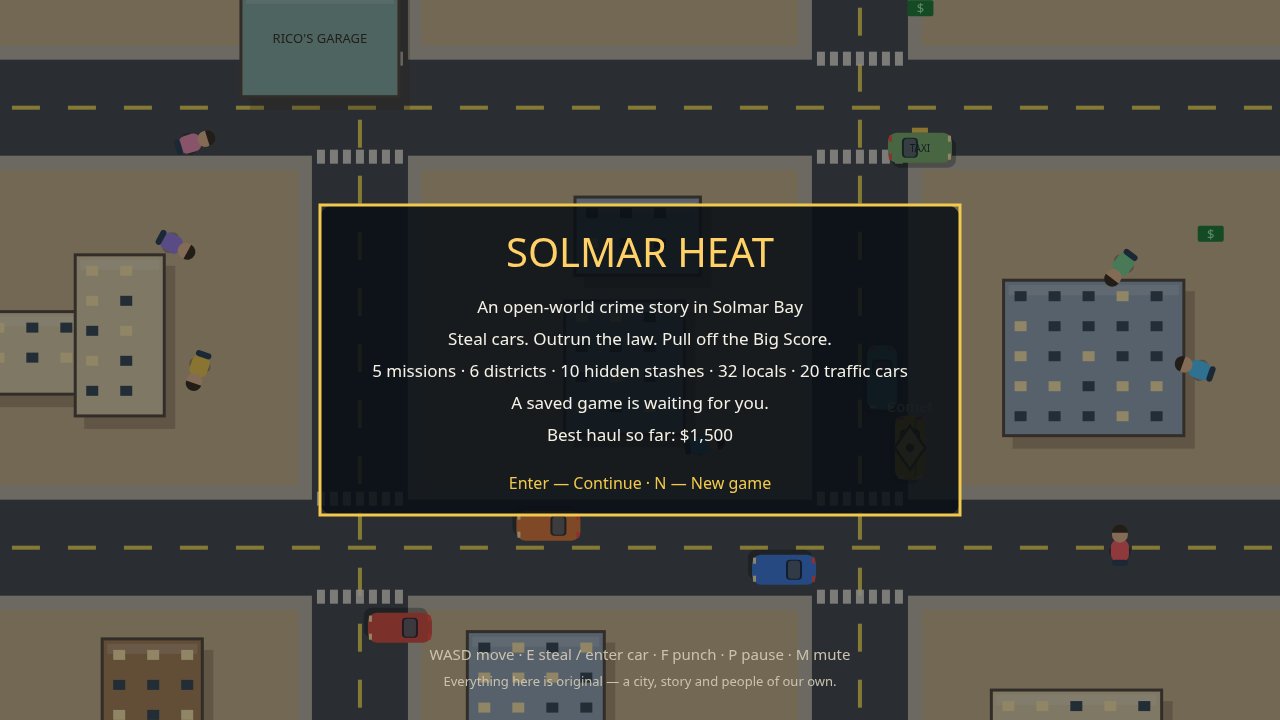 $
RICO'S GARAGE
TAXI
$
SOLMAR HEAT
An open-world crime story in Solmar Bay
Steal cars. Outrun the law. Pull off the Big Score.
5 missions · 6 districts · 10 hidden stashes · 32 locals · 20 traffic cars
A saved game is waiting for you.
Comet
Best haul so far: $1,500
Enter — Continue · N — New game
WASD move · E steal / enter car · F punch · P pause · M mute
Everything here is original — a city, story and people of our own.